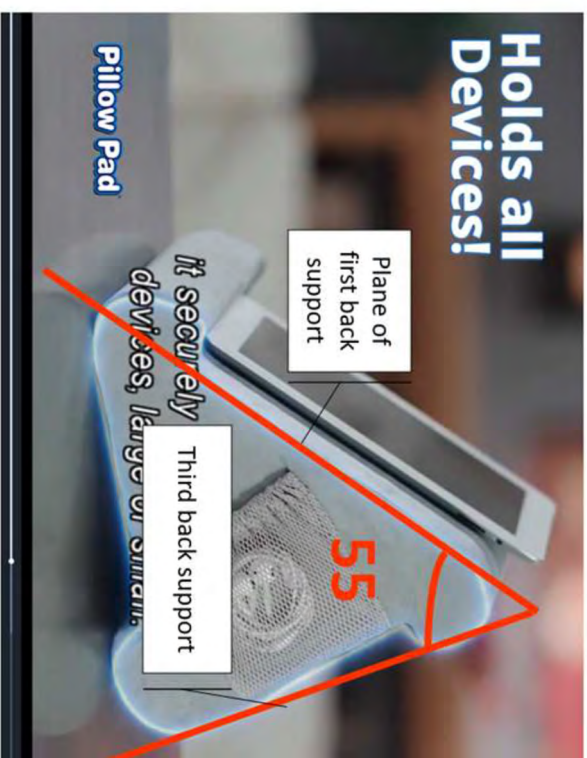 Holds all
Devices!
Plane of
first back
support
55
Third back support
it securely
devices, large or small.
Pillow Pad